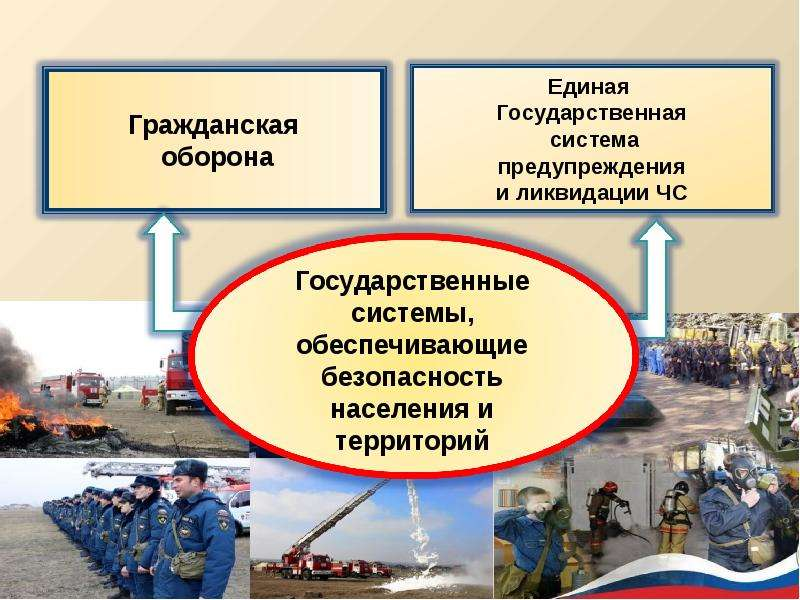 Гражданская
оборона
Единая
Государственная
система
предупреждения
и ликвидации ЧС
Государственные
системы,
обеспечивающие
безопасность
населения и
территорий